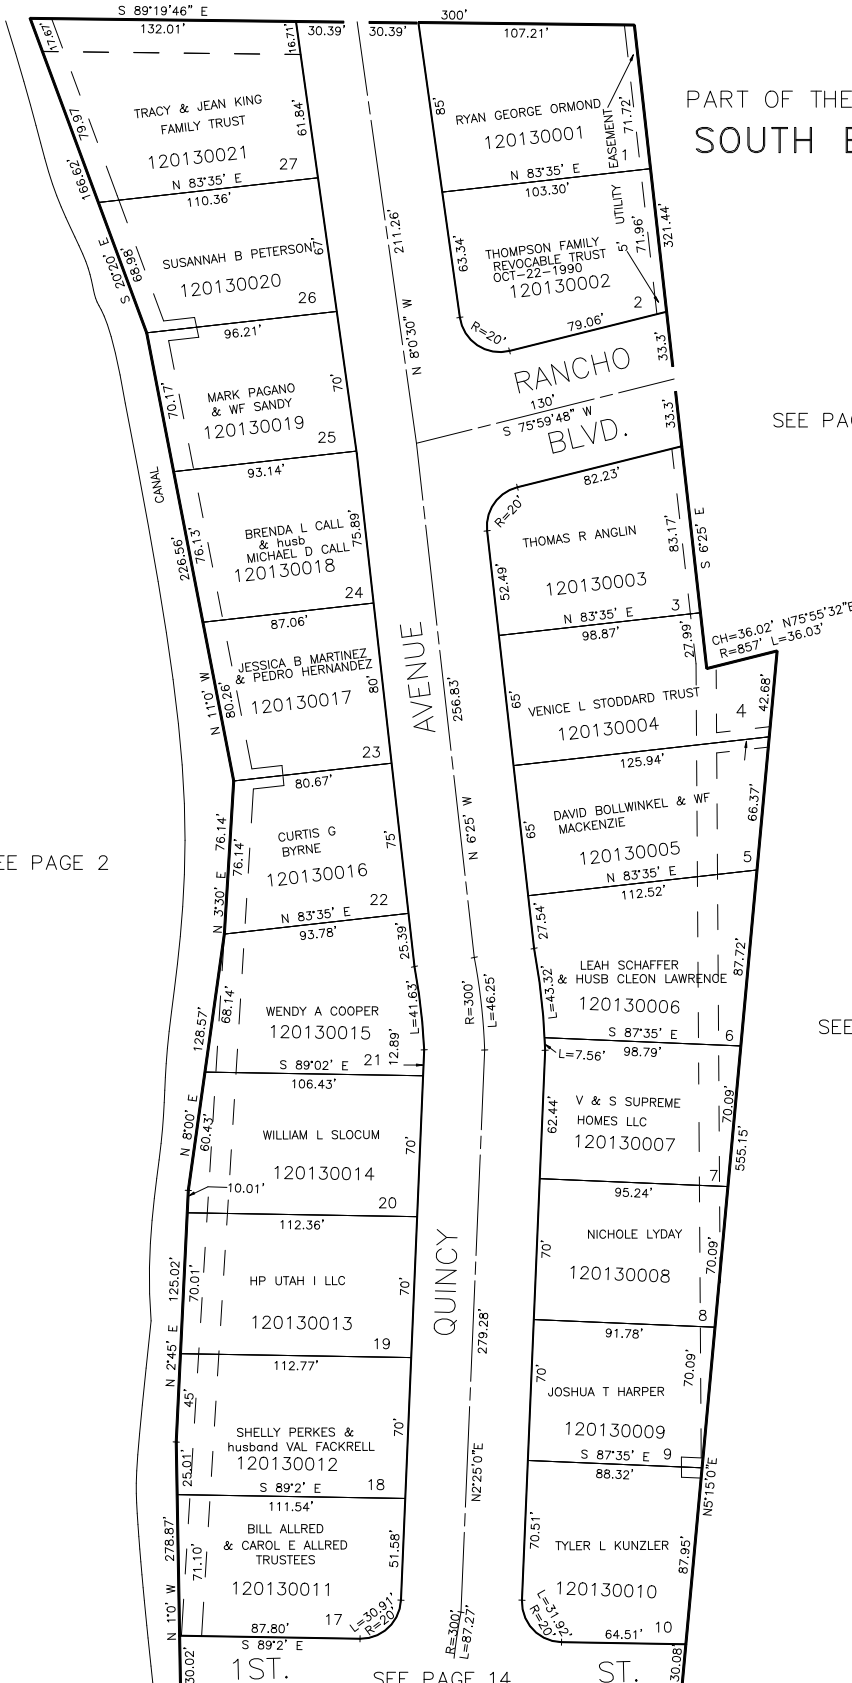 S 89°19'46" E
132.01'
30.39'
30.39'
300'
107.21'
17.67'
16.71'
79.97
166.62'
61.84'
TRACY & JEAN KING
FAMILY TRUST
120130021
27
N 83°35' E
110.36'
85'
RYAN GEORGE ORMOND
120130001
1
N 83°35' E
103.30'
71.72'
5' UTILITY EASEMENT
PART OF THE
SOUTH
S 20°20' E
68.98'
SUSANNAH B PETERSON
120130020
67'
26
96.21'
211.26'
N 8°0'30" W
63.34'
THOMPSON FAMILY
REVOCABLE TRUST
OCT-22-1990
120130002
2
71.96'
321.44'
R=20'
79.06'
33.3'
RANCHO
130'
S 75°59'48" W
BLVD.
33.3'
70.17'
MARK PAGANO
& WF SANDY
120130019
70'
25
93.14'
SEE
CANAL
226.56'
76.13'
BRENDA L CALL
& husb
MICHAEL D CALL
120130018
75.89'
24
87.06'
R=20'
82.23'
THOMAS R ANGLIN
120130003
52.49'
83.17'
S 6°25' E
N 83°35' E
3
98.87'
27.99'
CH=36.02' N75°55'32"E
R=857' L=36.03'
N 11°0' W
80.26'
JESSICA B MARTINEZ
& PEDRO HERNANDEZ
120130017
80'
23
80.67'
AVENUE
256.83'
65'
VENICE L STODDARD TRUST
120130004
4
42.68'
125.94'
76.14'
76.14'
N 3°30' E
CURTIS G
BYRNE
120130016
75'
22
N 83°35' E
93.78'
N 6°25' W
65'
DAVID BOLLWINKEL & WF
MACKENZIE
120130005
5
66.37'
N 83°35' E
112.52'
EE PAGE 2
25.39'
27.54'
128.57'
68.14'
WENDY A COOPER
120130015
L=41.63'
12.89'
21
S 89°02' E
106.43'
R=300'
L=46.25'
L=43.32'
LEAH SCHAFFER
& HUSB CLEON LAWRENCE
120130006
87.72'
6
S 87°35' E
98.79'
L=7.56'
SEE
N 8°00' E
60.43'
WILLIAM L SLOCUM
120130014
70'
20
10.01'
112.36'
62.44'
V & S SUPREME
HOMES LLC
120130007
70.09'
555.15'
7
95.24'
125.02'
70.01'
HP UTAH I LLC
120130013
70'
19
112.77'
N 2°45' E
QUINCY
279.28'
70'
NICHOLE LYDAY
120130008
70.09'
8
91.78'
45'
25.01'
SHELLY PERKES &
husband VAL FACKRELL
120130012
70'
18
S 89°2' E
111.54'
70'
JOSHUA T HARPER
120130009
70.09'
9
S 87°35' E
88.32'
N2°25'0"E
N5°15'0"E
278.87'
71.10'
N 1°0' W
BILL ALLRED
& CAROL E ALLRED
TRUSTEES
120130011
51.58'
17
L=30.91'
R=20'
87.80'
S 89°2' E
R=300'
L=87.27'
70.51'
TYLER L KUNZLER
120130010
87.95'
10
L=31.92'
R=20'
64.51'
30.02'
1ST.
SEE PAGE 14
ST.
30.08'